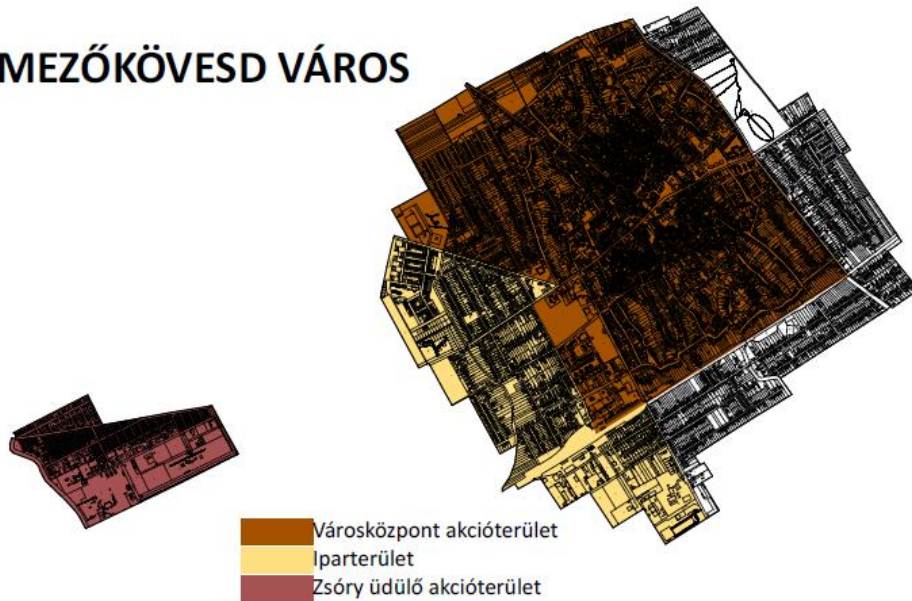 MEZŐKÖVESD VÁROS
Városközpont akcióterület
Iparterület
Zsóry üdülő akcióterület